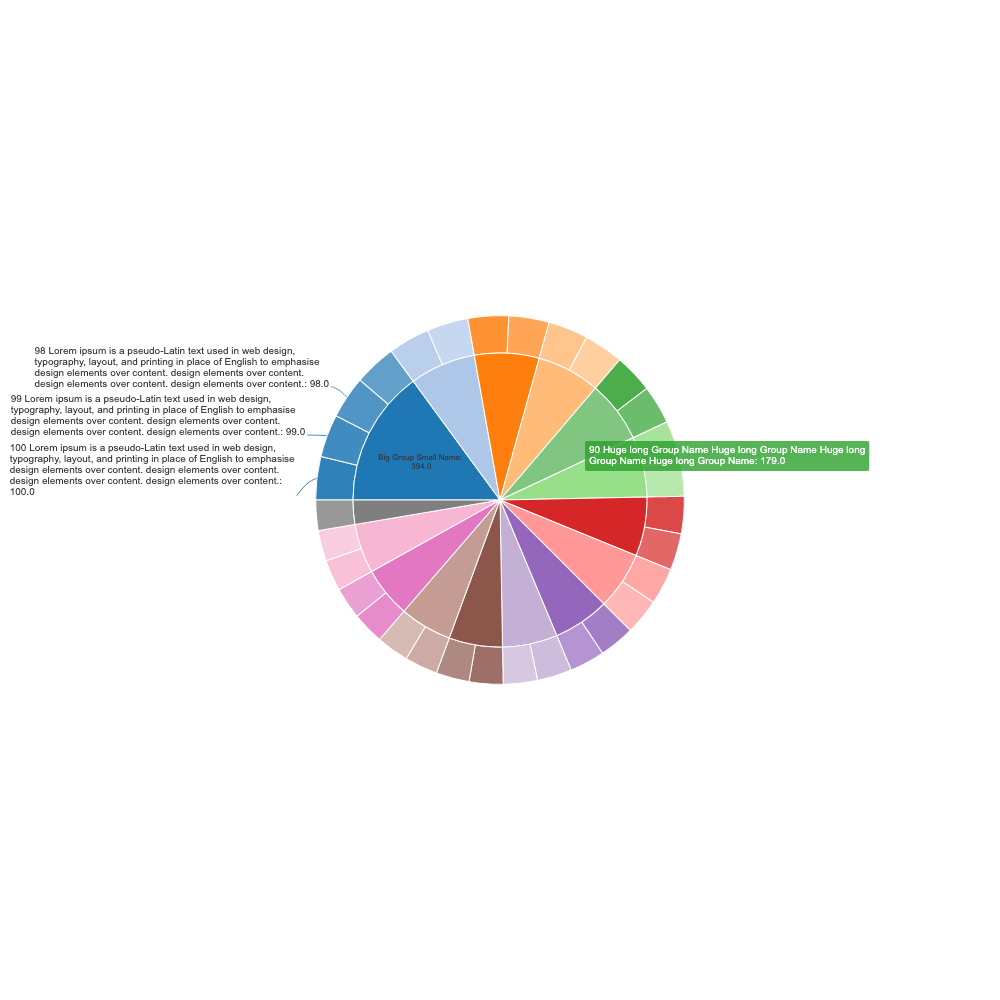 98 Lorem ipsum is a pseudo-Latin text used in web design,
typography, layout, and printing in place of English to emphasise
design elements over content. design elements over content.
design elements over content. design elements over content.: 98.0
99 Lorem ipsum is a pseudo-Latin text used in web design,
typography, layout, and printing in place of English to emphasise
design elements over content. design elements over content.
design elements over content. design elements over content.: 99.0
100 Lorem ipsum is a pseudo-Latin text used in web design,
typography, layout, and printing in place of English to emphasise
design elements over content. design elements over content.
design elements over content. design elements over content.:
100.0
Big Group Small Name:
394.0
90 Huge long Group Name Huge long Group Name Huge long
Group Name Huge long Group Name: 179.0